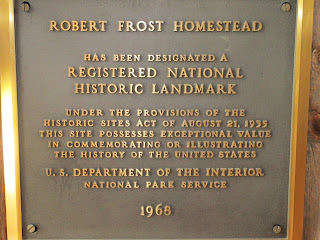 ROBERT FROST HOMESTEAD
HAS BEEN DESIGNATED A
REGISTERED NATIONAL
HISTORIC LANDMARK
UNDER THE PROVISIONS OF THE
HISTORIC SITES ACT OF AUGUST 21, 1935
THIS SITE POSSESSES EXCEPTIONAL VALUE
IN COMMEMORATING OR ILLUSTRATING
THE HISTORY OF THE UNITED STATES
U. S. DEPARTMENT OF THE INTERIOR
NATIONAL PARK SERVICE
1968